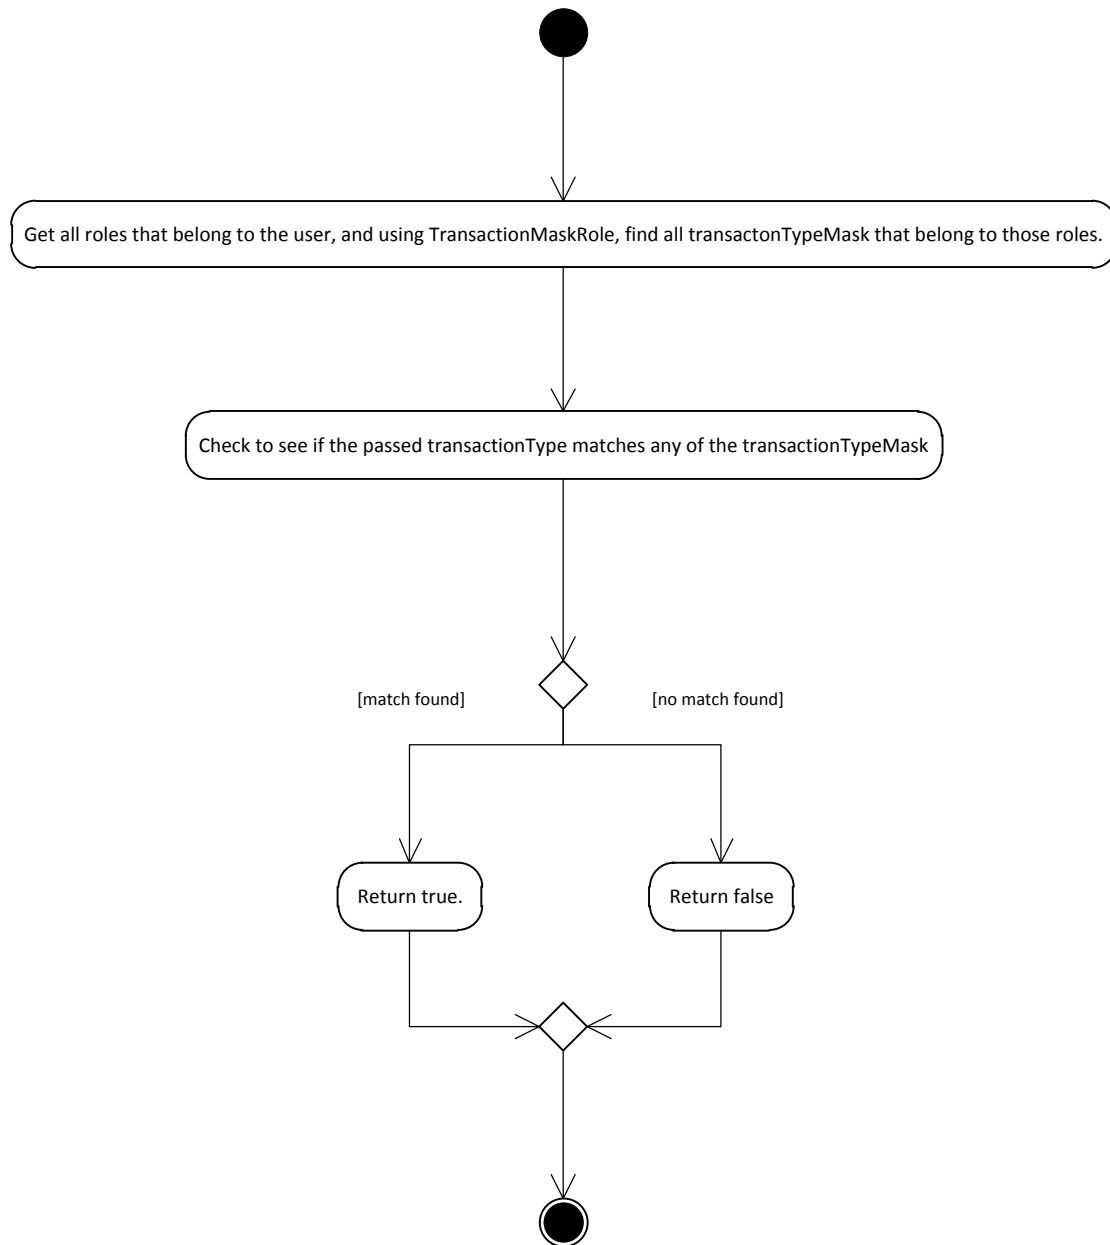 Get all roles that belong to the user, and using TransactionMaskRole, find all transactonTypeMask that belong to those roles.
Check to see if the passed transactionType matches any of the transactionTypeMask
[match found]
[no match found]
Return true.
Return false